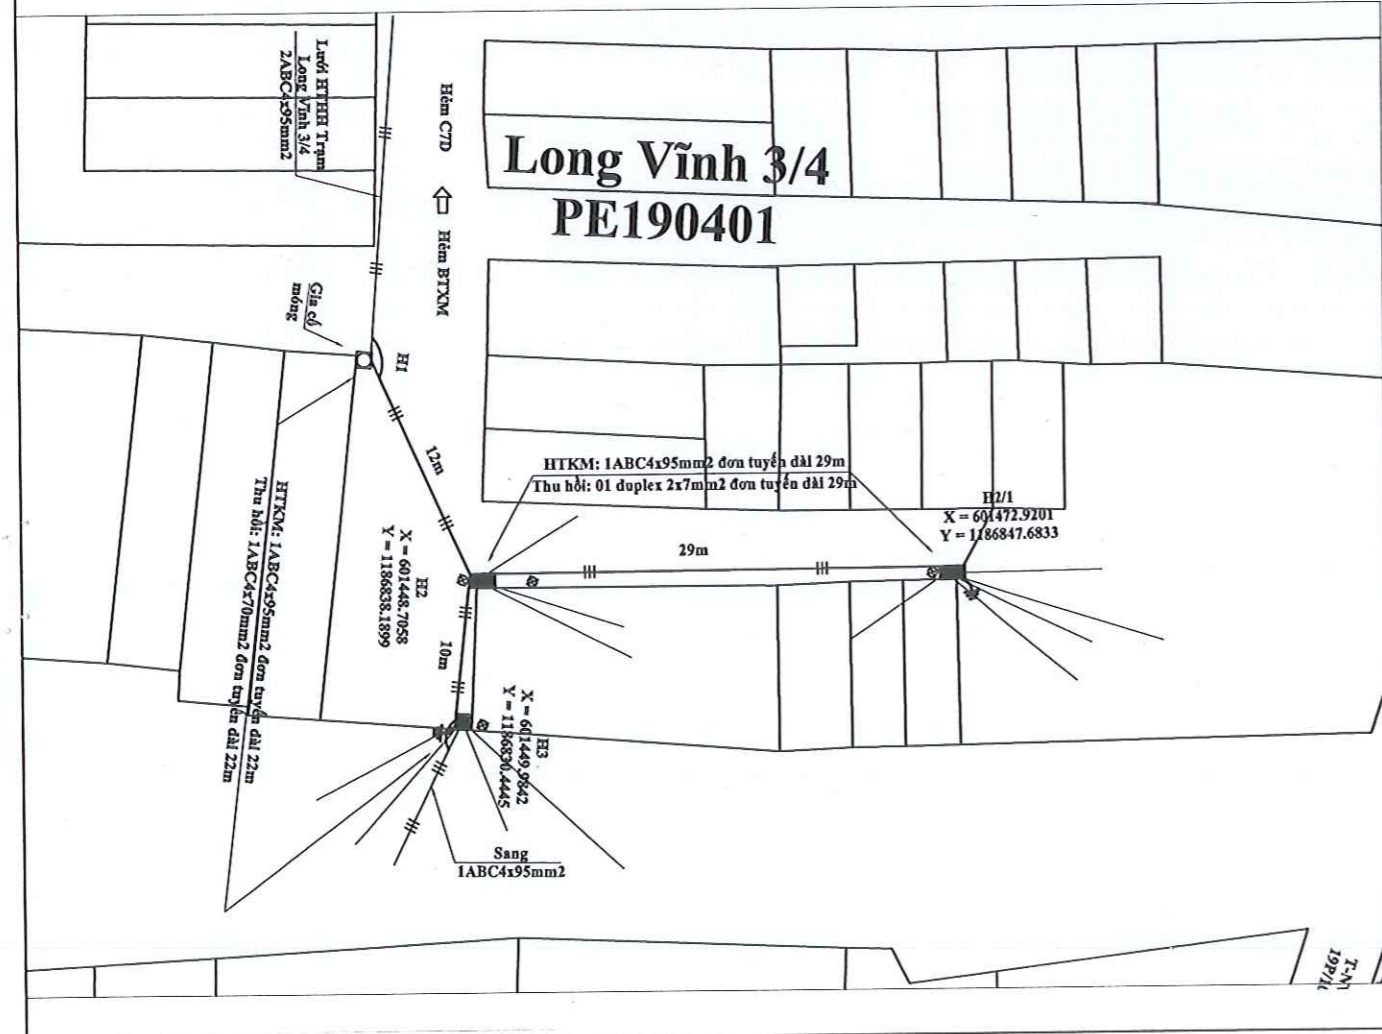 Lưới HTHH Trạm
Long Vĩnh 3/4
2ABC4x95mm2
Hẻm C7D
Hẻm BTXM
Long Vĩnh 3/4
PE190401
Gia cố
móng
H1
12m
HTKM: 1ABC4x95mm2 đơn tuyến dài 29m
Thu hồi: 01 duplex 2x7mm2 đơn tuyến dài 29m
H2/1
X = 601472.9201
Y = 1186847.6833
29m
H2
X = 601448.7058
Y = 1186838.1899
HTKM: 1ABC4x95mm2 đơn tuyến dài 22m
Thu hồi: 1ABC4x70mm2 đơn tuyến dài 22m
10m
H3
X = 601449.9842
Y = 1186830.4445
Sang
1ABC4x95mm2